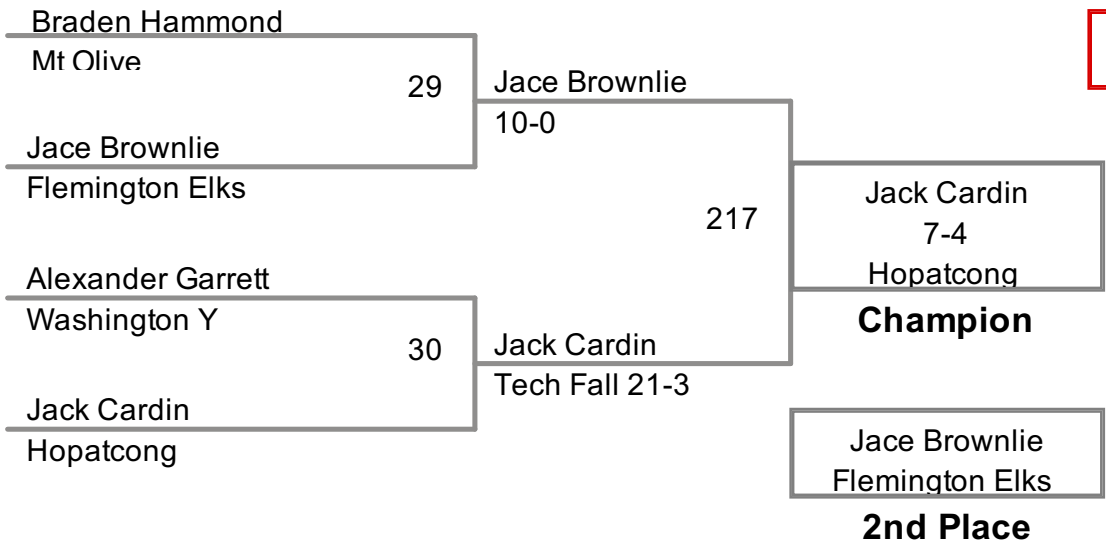 Braden Hammond
Mt Olive
29
Jace Brownlie
10-0
Jace Brownlie
Flemington Elks
217
Jack Cardin
7-4
Hopatcong
Champion
Alexander Garrett
Washington Y
30
Jack Cardin
Tech Fall 21-3
Jack Cardin
Hopatcong
Jace Brownlie
Flemington Elks
2nd Place